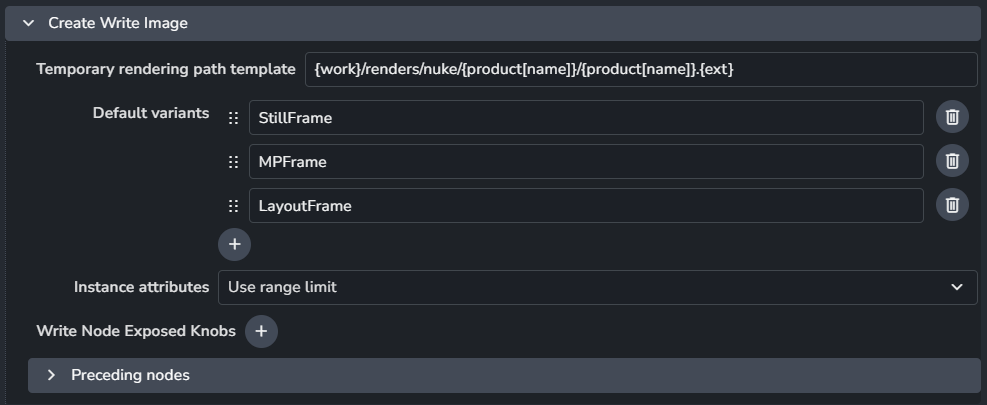 Create Write Image
Temporary rendering path template {work}/renders/nuke/{product[name]}/{product[name]}.{ext}
Default variants StillFrame
MPFrame
LayoutFrame
Instance attributes Use range limit
Write Node Exposed Knobs
Preceding nodes